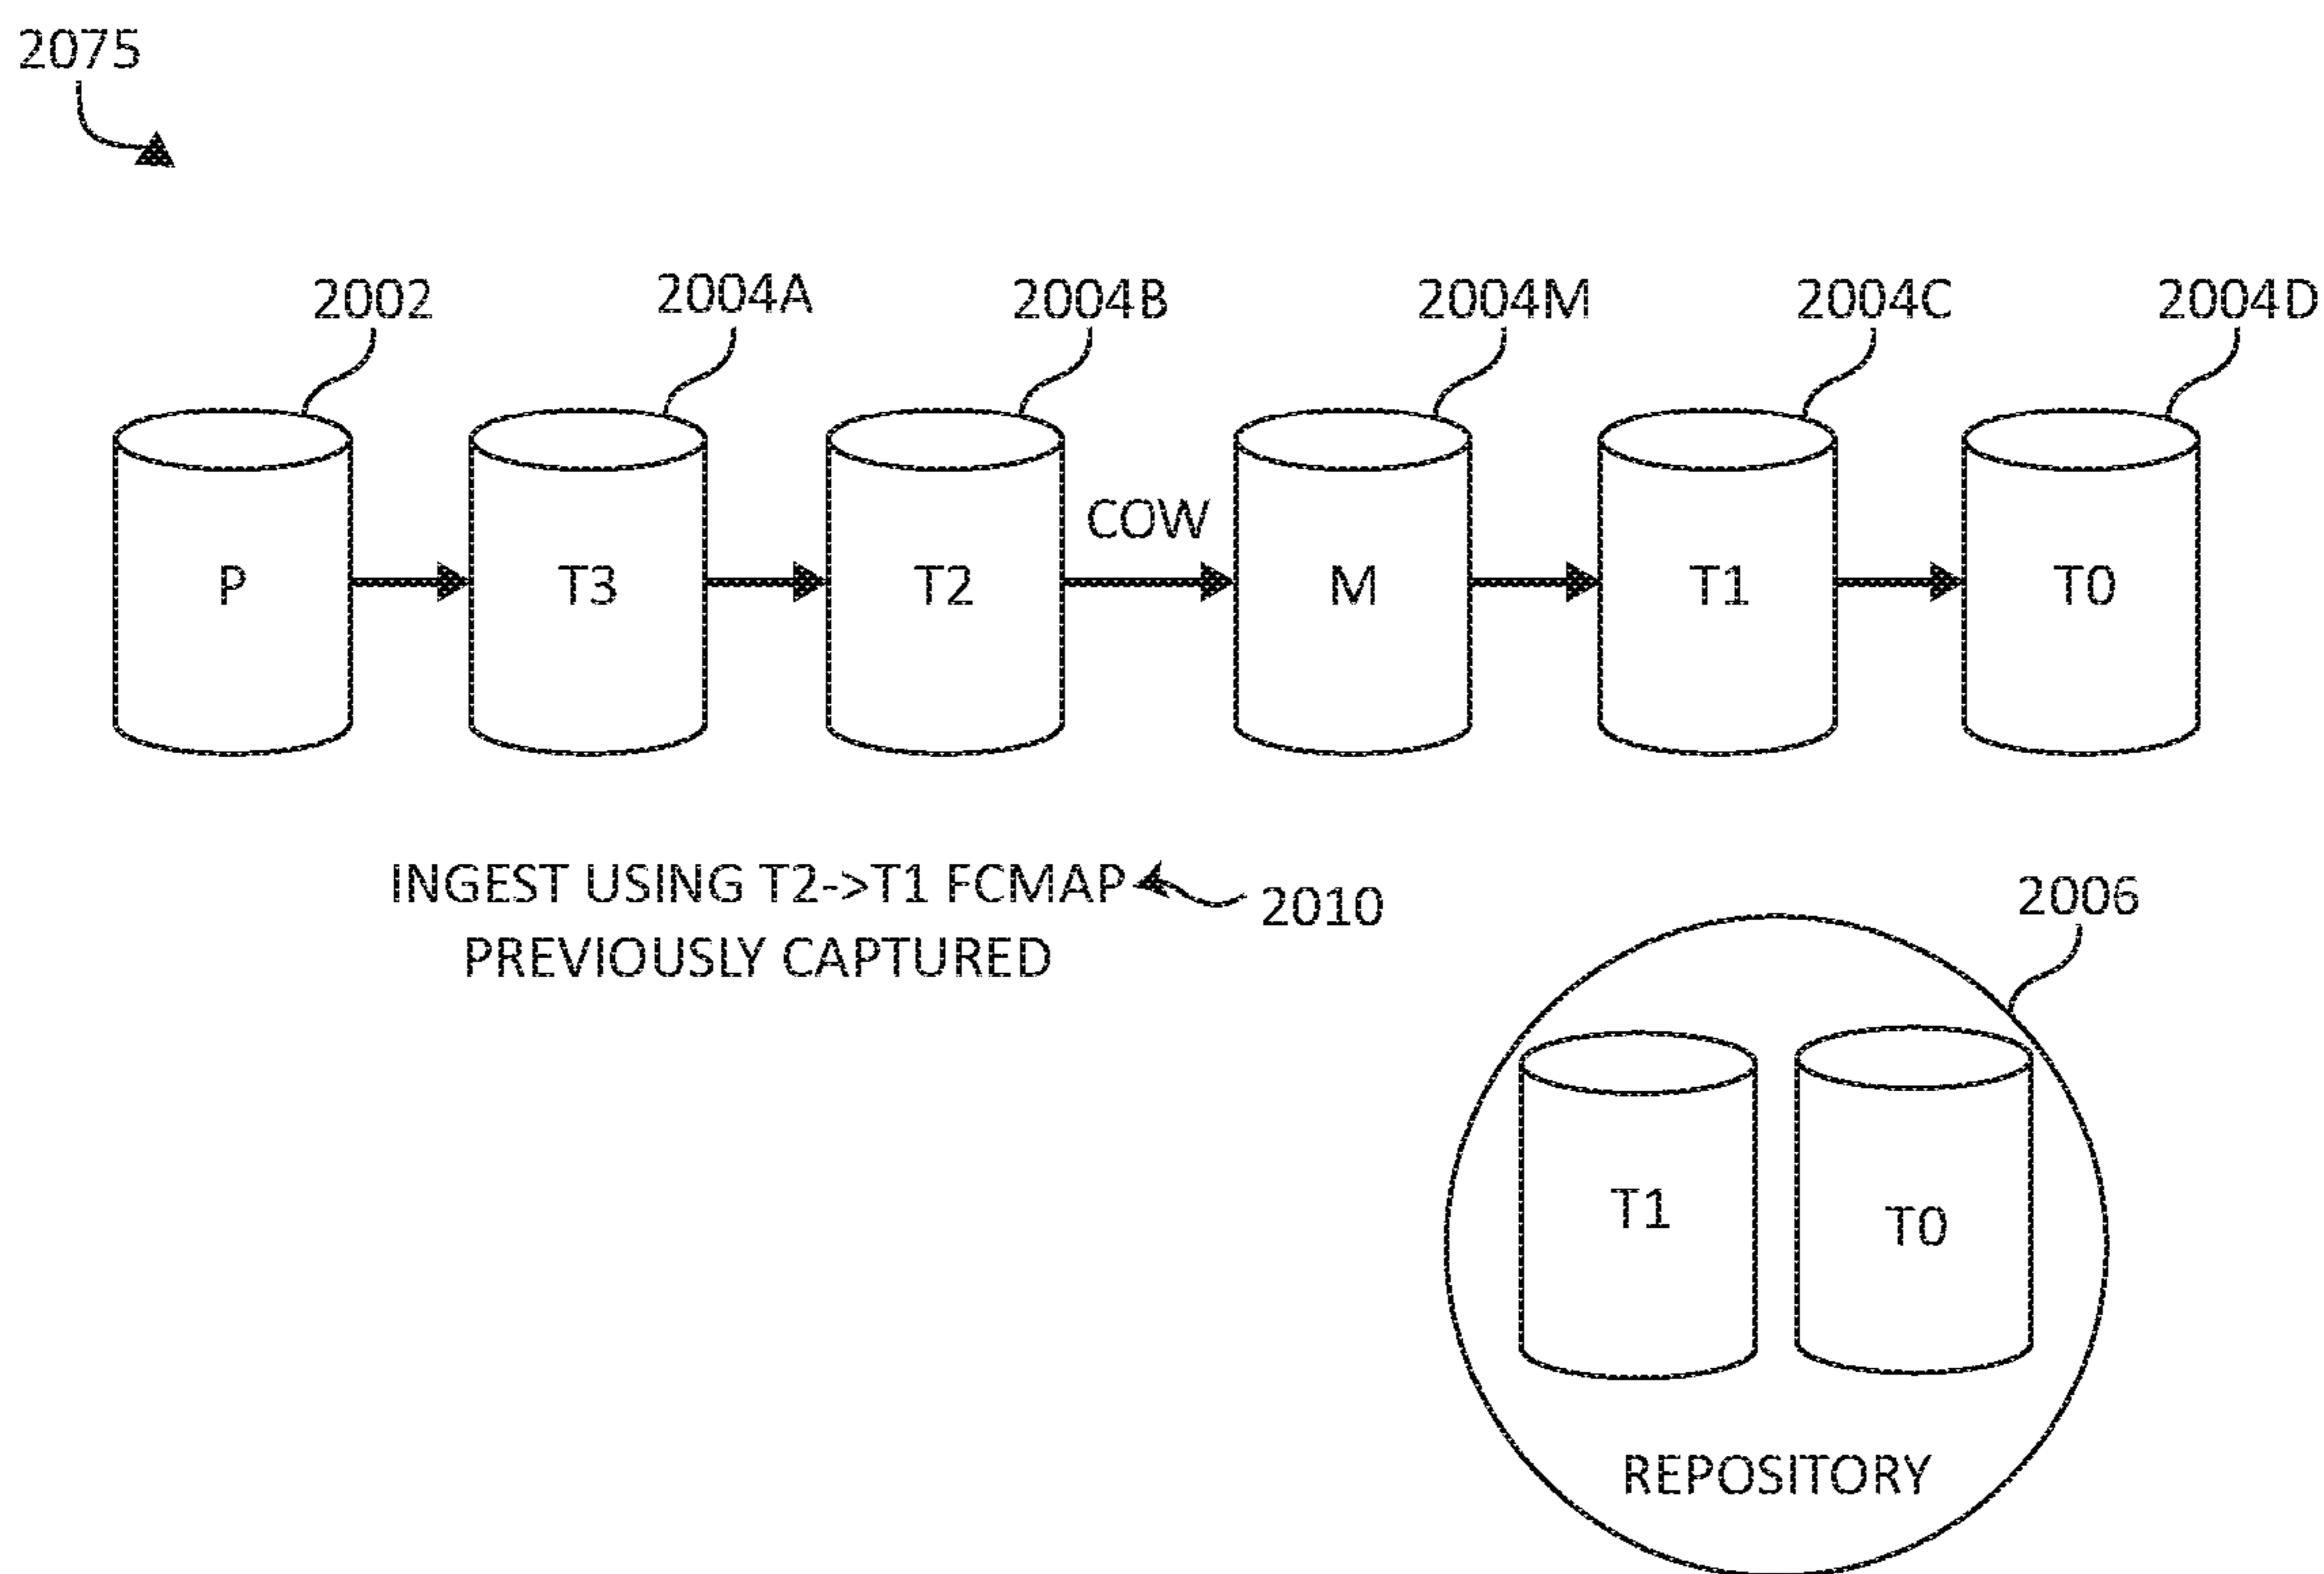 2075
2002
2004A
2004B
2004M
2004C
2004D
COW
P
T3
T2
M
T1
T0
INGEST USING T2->T1 FCMAP
PREVIOUSLY CAPTURED
2010
2006
T1
T0
REPOSITORY